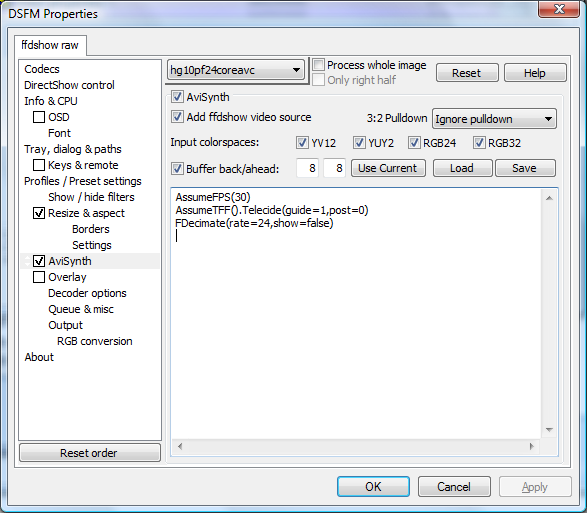 DSFM Properties
ffdshow raw
Codecs
DirectShow control
Info & CPU
OSD
Font
Tray, dialog & paths
Keys & remote
Profiles / Preset settings
Show / hide filters
Resize & aspect
Borders
Settings
AviSynth
Overlay
Decoder options
Queue & misc
Output
RGB conversion
About
Reset order
hg10pf24coreavc
Process whole image
Only right half
Reset
Help
AviSynth
Add ffdshow video source
3:2 Pulldown
Ignore pulldown
Input colorspaces:
YV12
YUY2
RGB24
RGB32
Buffer back/ahead:
8
8
Use Current
Load
Save
AssumeFPS(30)
AssumeTFF().Telecide(guide=1,post=0)
FDecimate(rate=24,show=false)
OK
Cancel
Apply